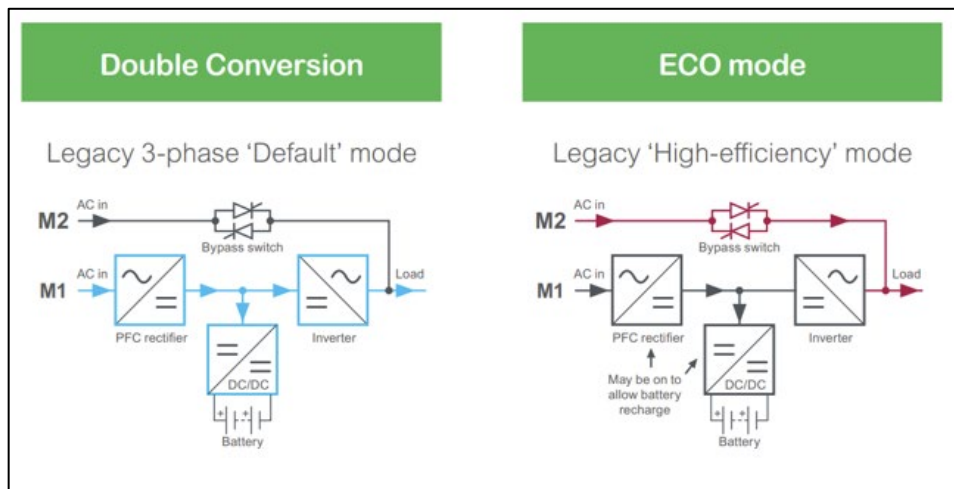 Double Conversion
Legacy 3-phase ‘Default’ mode
AC in
M2
Bypass switch
AC in
M1
Load
PFC rectifier
Inverter
DC/DC
+
+
Battery
ECO mode
Legacy ‘High-efficiency’ mode
AC in
M2
Bypass switch
AC in
M1
Load
PFC rectifier
Inverter
May be on to
allow battery
recharge
DC/DC
+
+
Battery